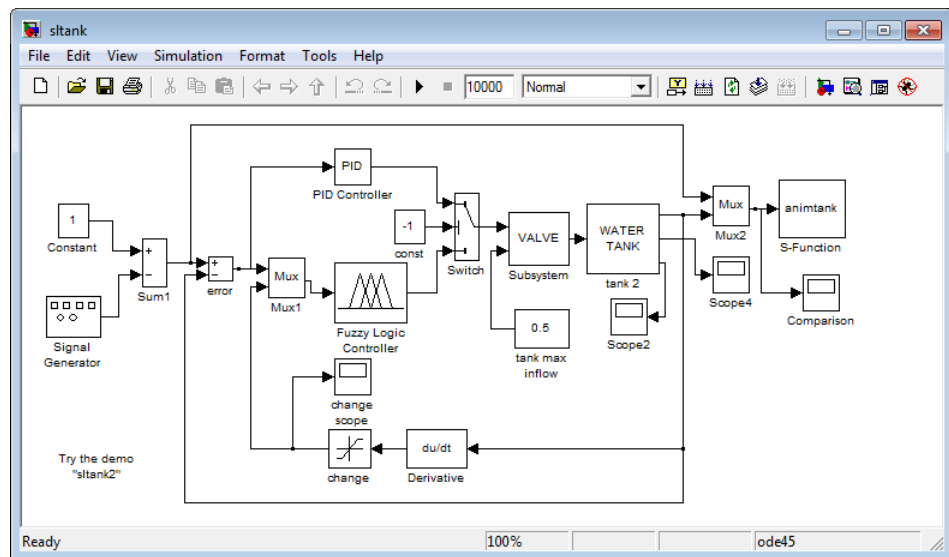 sltank
File Edit View Simulation Format Tools Help
10000 Normal
PID
PID Controller
1
Constant
-1
const
Switch
VALVE
Subsystem
WATER
TANK
tank 2
Mux
Mux2
animtank
S-Function
+
−
Sum1
+
−
error
Mux
Mux1
Fuzzy Logic
Controller
Signal
Generator
0.5
tank max
inflow
Scope2
Scope4
Comparison
change
scope
Try the demo
"sltank2"
change
du/dt
Derivative
Ready 100% ode45